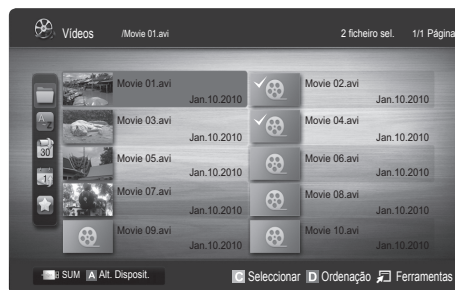 Vídeos /Movie 01.avi 2 ficheiro sel. 1/1 Página
Movie 01.avi Movie 02.avi
Jan.10.2010 Jan.10.2010
Movie 03.avi Movie 04.avi
Jan.10.2010 Jan.10.2010
Movie 05.avi Movie 06.avi
Jan.10.2010 Jan.10.2010
Movie 07.avi Movie 08.avi
Jan.10.2010 Jan.10.2010
Movie 09.avi Movie 10.avi
Jan.10.2010 Jan.10.2010
SUM A Alt. Disposit. C Seleccionar D Ordenação Ferramentas